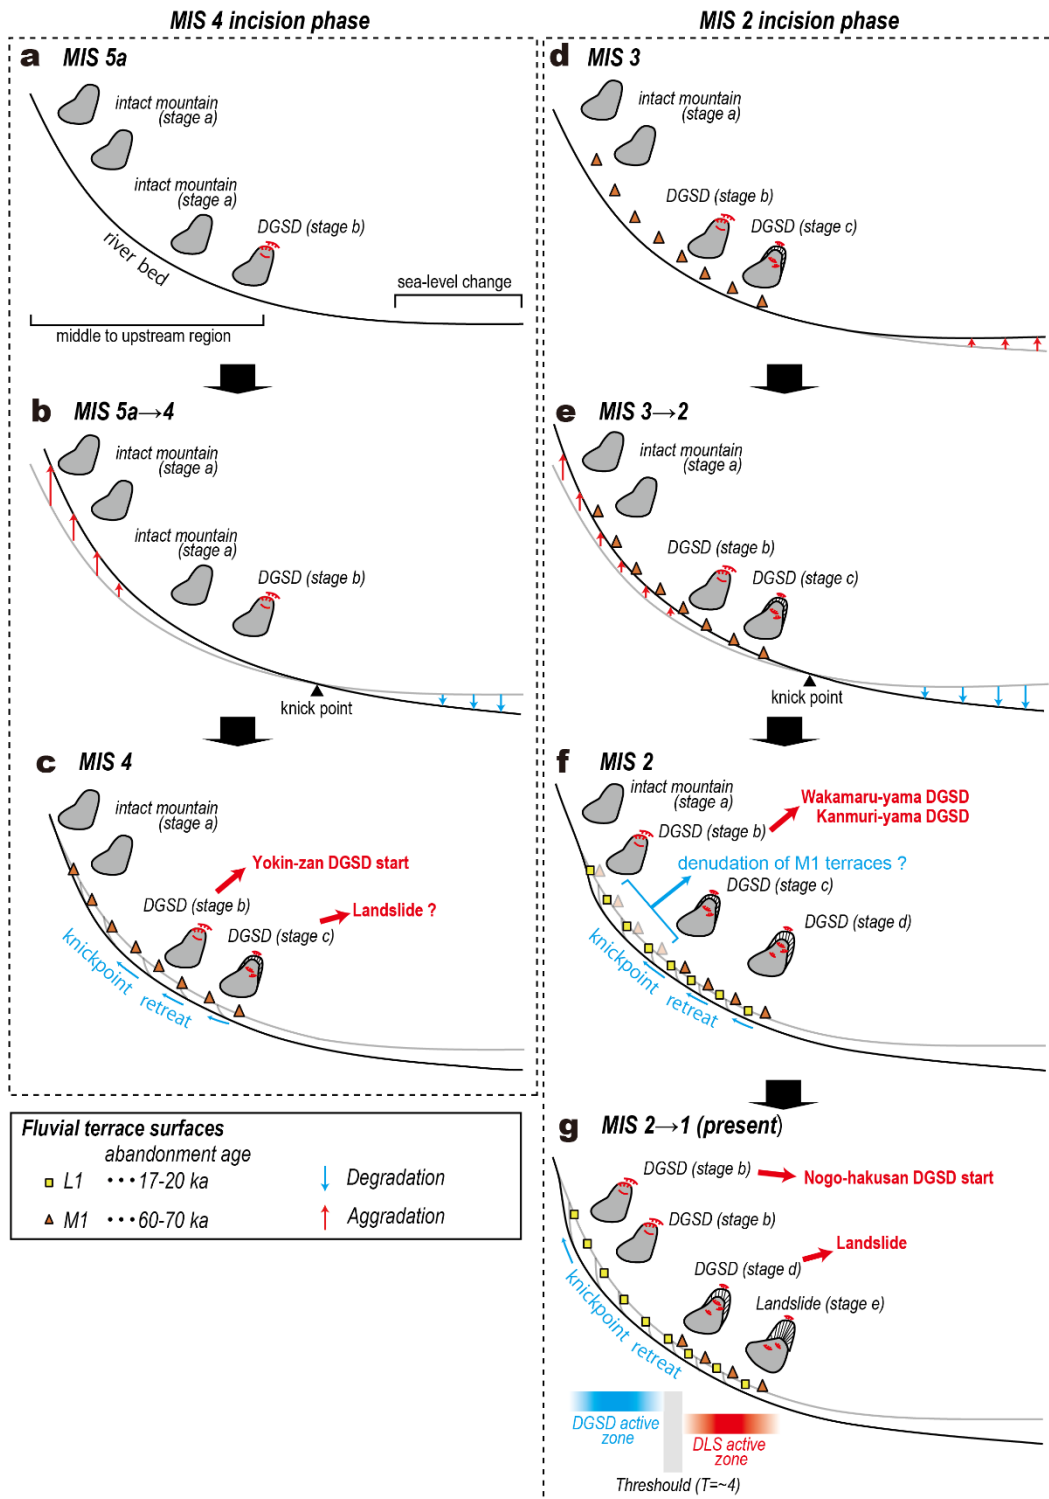 MIS 4 incision phase
a MIS 5a
intact mountain
(stage a)
intact mountain
(stage a)
DGSD (stage b)
river bed
sea-level change
middle to upstream region
b MIS 5a→4
intact mountain
(stage a)
intact mountain
(stage a)
DGSD (stage b)
knick point
c MIS 4
intact mountain
(stage a)
Yokin-zan DGSD start
DGSD (stage b)
Landslide ?
DGSD (stage c)
knickpoint retreat
Fluvial terrace surfaces
abandonment age
L1 •••17-20 ka
M1 •••60-70 ka
Degradation
Aggradation
MIS 2 incision phase
d MIS 3
intact mountain
(stage a)
DGSD (stage b)
DGSD (stage c)
e MIS 3→2
intact mountain
(stage a)
DGSD (stage b)
DGSD (stage c)
knick point
f MIS 2
intact mountain
(stage a)
Wakamaru-yama DGSD
Kanmuri-yama DGSD
DGSD (stage b)
denudation of M1 terraces ?
DGSD (stage c)
DGSD (stage d)
knickpoint retreat
g MIS 2→1 (present)
DGSD (stage b)
Nogo-hakusan DGSD start
DGSD (stage b)
Landslide
DGSD (stage d)
Landslide (stage e)
knickpoint retreat
DGSD active
zone
DLS active
zone
Threshould (T=~4)